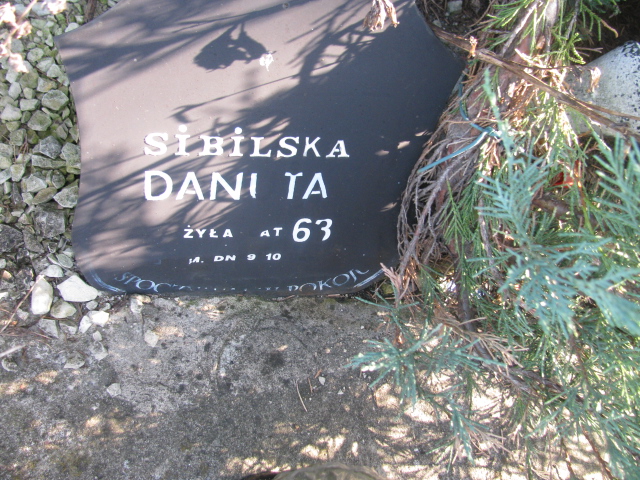 SiBiLSKA
DANI TA
ŻYŁA AT 63
DN 9 10
POKOJU